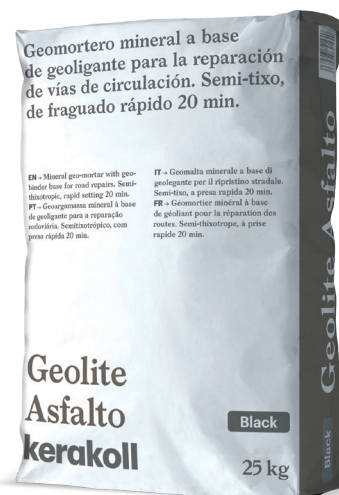 Geomortero mineral a base
de geoligante para la reparación
de vías de circulación. Semi-tixo,
de fraguado rápido 20 min.
EN→Mineral geo-mortar with geo-
binder base for road repairs. Semi-
thixotropic, rapid setting 20 min.
PT→Geoargamassa mineral à base
de geoligante para a reparação
rodoviária. Semitixotrópico, com
presa rápida 20 min.
IT→Geomalta minerale a base di
geolegante per il ripristino stradale.
Semi-tixo, a presa rapida 20 min.
FR→Géomortier minéral à base
de géoliant pour la réparation des
routes. Semi-thixotrope, à prise
rapide 20 min.
Geolite
Asfalto
kerakoll
Black
25 kg
Geolite Asfalto
Black